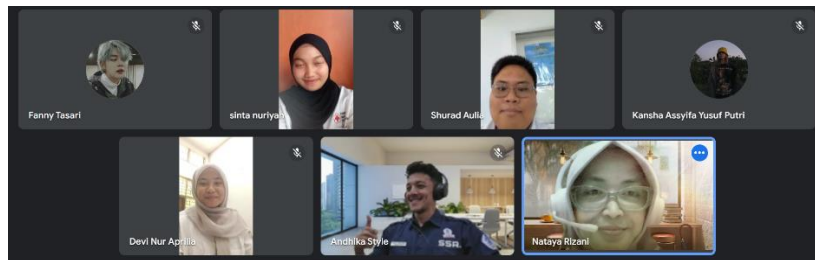 Fanny Tasari
sinta nuriyah
Shurad Aulia
Kansha Assyifa Yusuf Putri
Devi Nur Aprilia
Andhika Style
SSR
Nataya Rizani